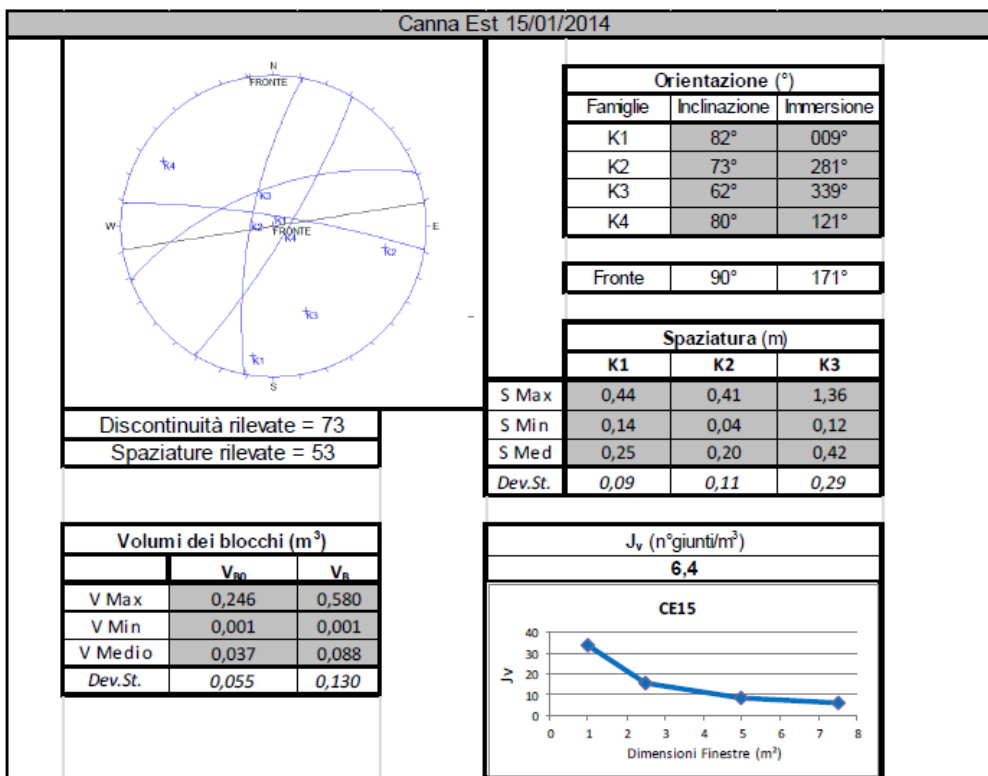 Canna Est 15/01/2014
N
FRONTE
K4
K3
K1
K2
FRONTE
K4
W
E
K2
K3
K1
S
Orientazione (°)
Famiglie Inclinazione Immersione
K1 82° 009°
K2 73° 281°
K3 62° 339°
K4 80° 121°
Fronte 90° 171°
Spaziatura (m)
K1 K2 K3
S Max 0,44 0,41 1,36
S Min 0,14 0,04 0,12
S Med 0,25 0,20 0,42
Dev.St. 0,09 0,11 0,29
Discontinuità rilevate = 73
Spaziature rilevate = 53
Volumi dei blocchi (m³)
V_B0 V_B
V Max 0,246 0,580
V Min 0,001 0,001
V Medio 0,037 0,088
Dev.St. 0,055 0,130
J_v (n°giunti/m³)
6,4
CE15
Jv
40
30
20
10
0
0 1 2 3 4 5 6 7 8
Dimensioni Finestre (m²)